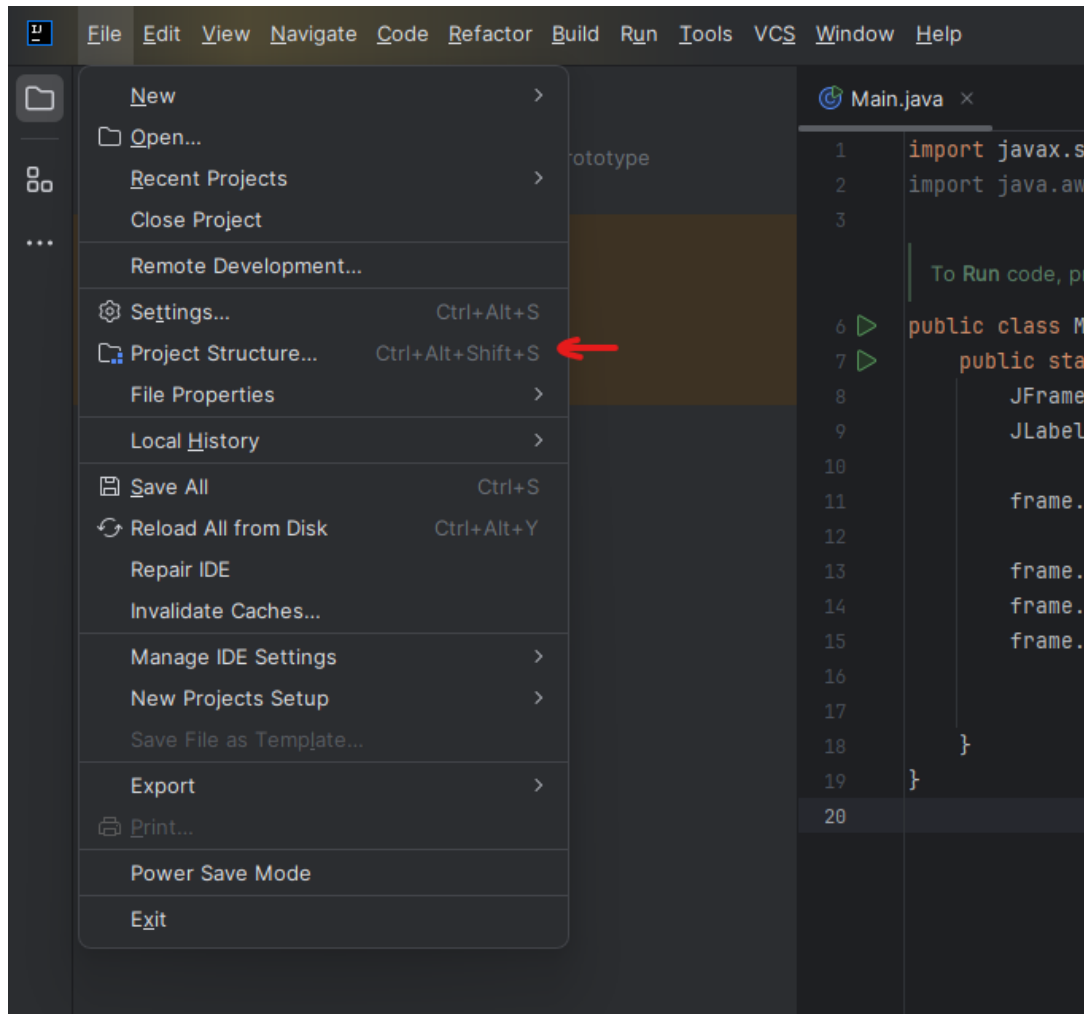 IJ
File Edit View Navigate Code Refactor Build Run Tools VCS Window Help
New
Open...
Recent Projects
Close Project
Remote Development...
Settings... Ctrl+Alt+S
Project Structure... Ctrl+Alt+Shift+S
File Properties
Local History
Save All Ctrl+S
Reload All from Disk Ctrl+Alt+Y
Repair IDE
Invalidate Caches...
Manage IDE Settings
New Projects Setup
Save File as Template...
Export
Print...
Power Save Mode
Exit
rototype
Main.java
1 import javax.s
2 import java.aw
3
To Run code, p
6 public class M
7 public sta
8 JFrame
9 JLabel
10
11 frame.
12
13 frame.
14 frame.
15 frame.
16
17
18 }
19 }
20